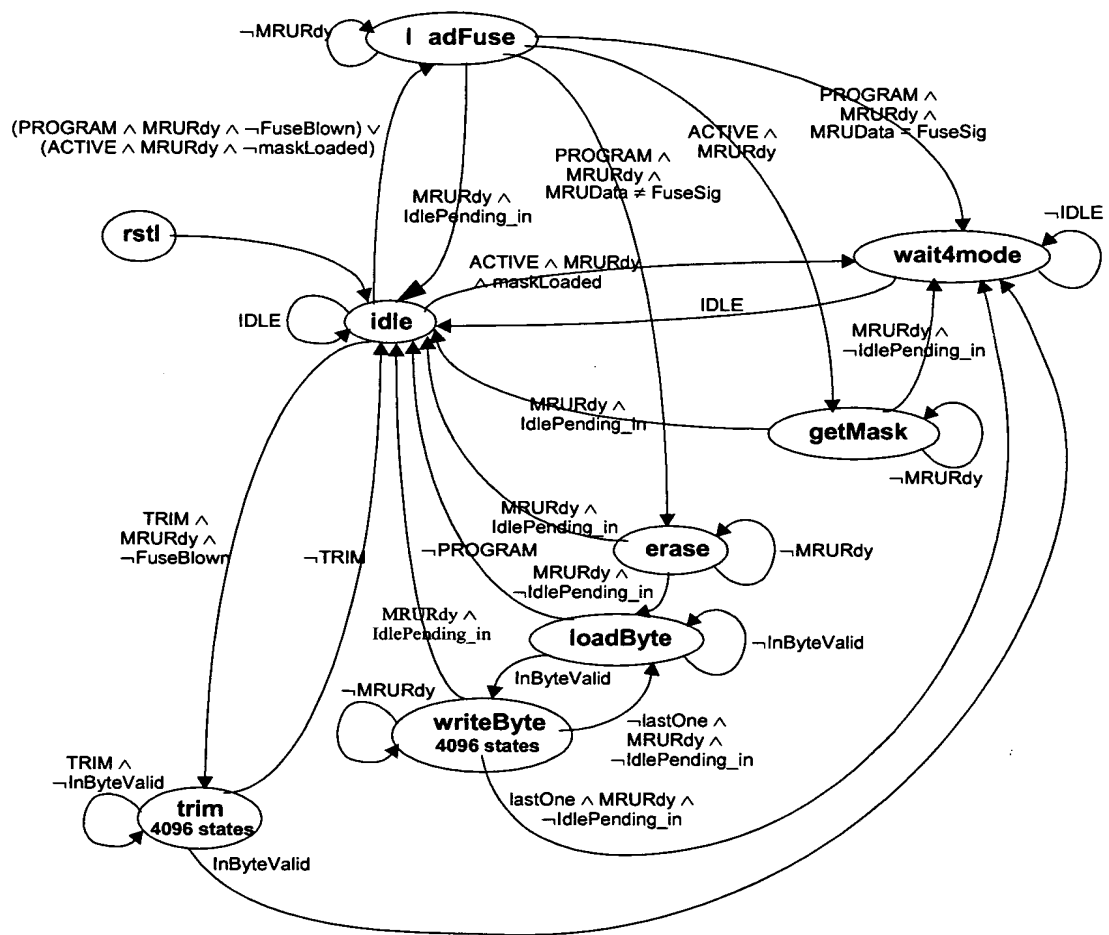 ¬MRURdy
l adFuse
PROGRAM ∧
MRURdy ∧
MRUData = FuseSig
(PROGRAM ∧ MRURdy ∧ ¬FuseBlown) ∨
(ACTIVE ∧ MRURdy ∧ ¬maskLoaded)
ACTIVE ∧
MRURdy
PROGRAM ∧
MRURdy ∧
MRUData ≠ FuseSig
MRURdy ∧
IdlePending_in
rstl
¬IDLE
wait4mode
ACTIVE ∧ MRURdy
∧ maskLoaded
IDLE
IDLE
idle
MRURdy ∧
¬IdlePending_in
MRURdy ∧
IdlePending_in
getMask
¬MRURdy
TRIM ∧
MRURdy ∧
¬FuseBlown
¬TRIM
MRURdy ∧
IdlePending_in
erase
¬MRURdy
¬PROGRAM
MRURdy ∧
¬IdlePending_in
MRURdy ∧
IdlePending_in
loadByte
¬InByteValid
InByteValid
¬MRURdy
writeByte
4096 states
¬lastOne ∧
MRURdy ∧
¬IdlePending_in
TRIM ∧
¬InByteValid
trim
4096 states
lastOne ∧ MRURdy ∧
¬IdlePending_in
InByteValid